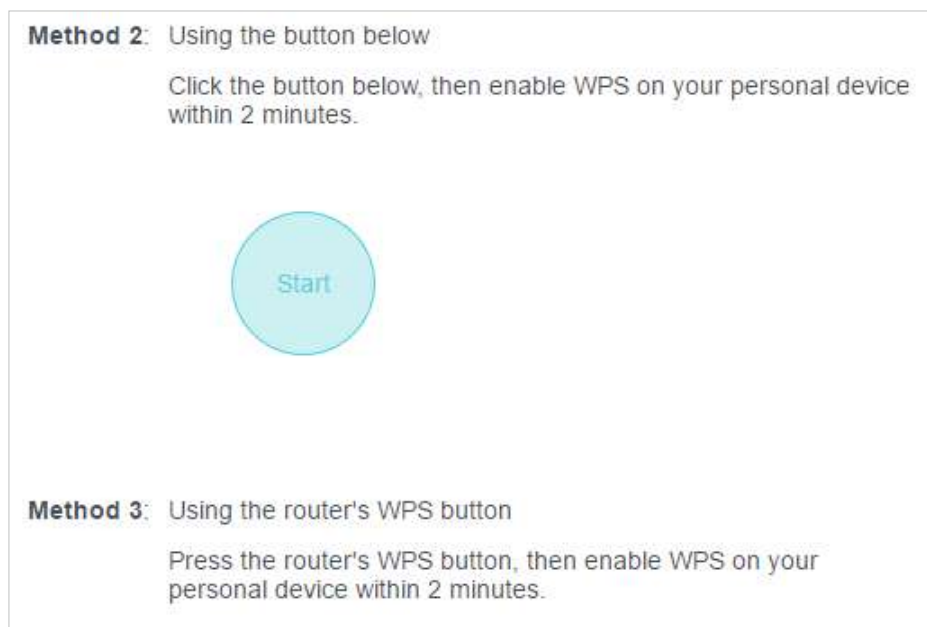 Method 2: Using the button below
Click the button below, then enable WPS on your personal device
within 2 minutes.
Start
Method 3: Using the router's WPS button
Press the router's WPS button, then enable WPS on your
personal device within 2 minutes.